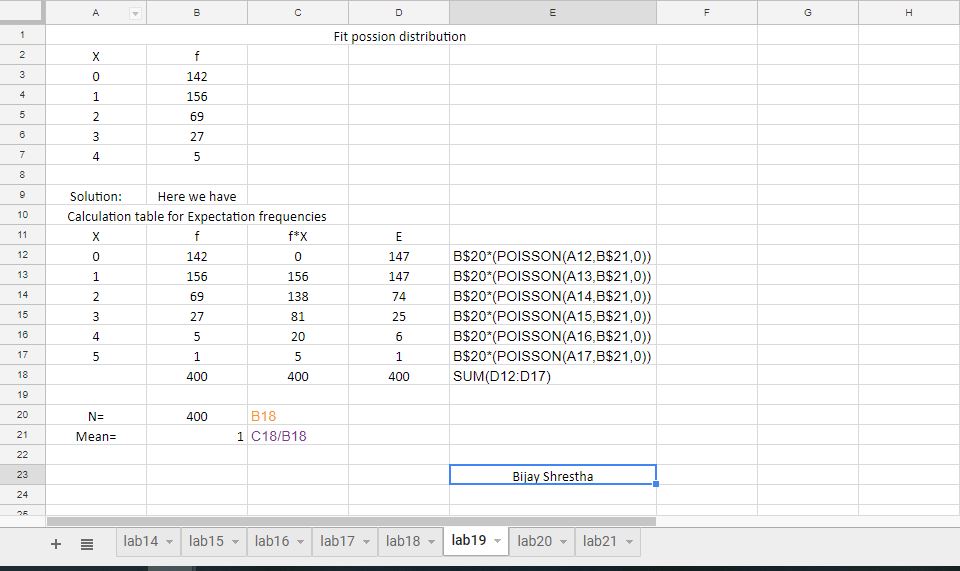 A B C D E F G H
1 Fit possion distribution
2 X f
3 0 142
4 1 156
5 2 69
6 3 27
7 4 5
8
9 Solution: Here we have
10 Calculation table for Expectation frequencies
11 X f f*X E
12 0 142 0 147 B$20*(POISSON(A12,B$21,0))
13 1 156 156 147 B$20*(POISSON(A13,B$21,0))
14 2 69 138 74 B$20*(POISSON(A14,B$21,0))
15 3 27 81 25 B$20*(POISSON(A15,B$21,0))
16 4 5 20 6 B$20*(POISSON(A16,B$21,0))
17 5 1 5 1 B$20*(POISSON(A17,B$21,0))
18 400 400 400 SUM(D12:D17)
19
20 N= 400 B18
21 Mean= 1 C18/B18
22
23 Bijay Shrestha
24
25
lab14 lab15 lab16 lab17 lab18 lab19 lab20 lab21